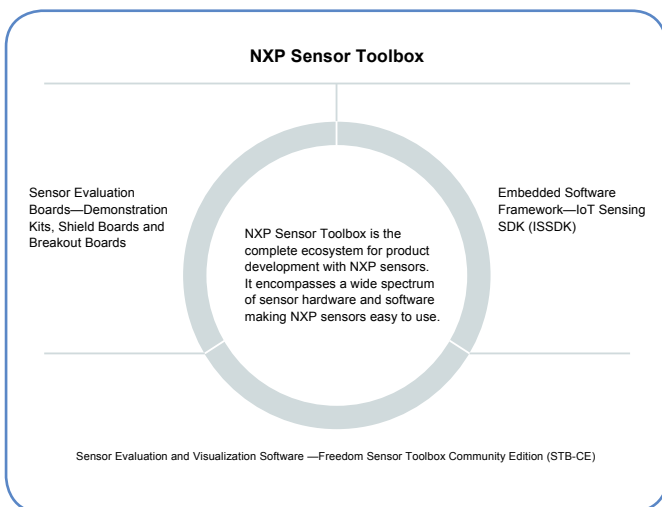 NXP Sensor Toolbox
Sensor Evaluation
Boards—Demonstration
Kits, Shield Boards and
Breakout Boards
NXP Sensor Toolbox is the
complete ecosystem for product
development with NXP sensors.
It encompasses a wide spectrum
of sensor hardware and software
making NXP sensors easy to use.
Embedded Software
Framework—IoT Sensing
SDK (ISSDK)
Sensor Evaluation and Visualization Software —Freedom Sensor Toolbox Community Edition (STB-CE)